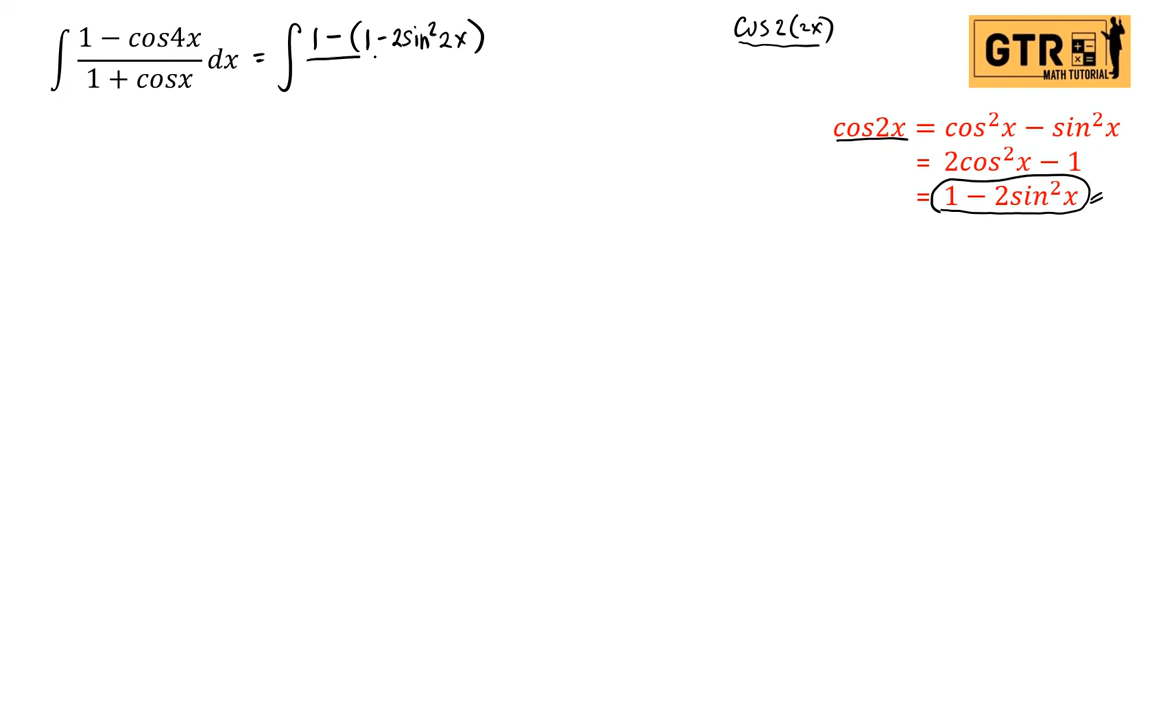 ∫ (1 − cos4x)/(1 + cosx) dx = ∫ 1 − (1 − 2sin²2x)
cos2(2x)
GTR
MATH TUTORIAL
cos2x = cos²x − sin²x
= 2cos²x − 1
= 1 − 2sin²x